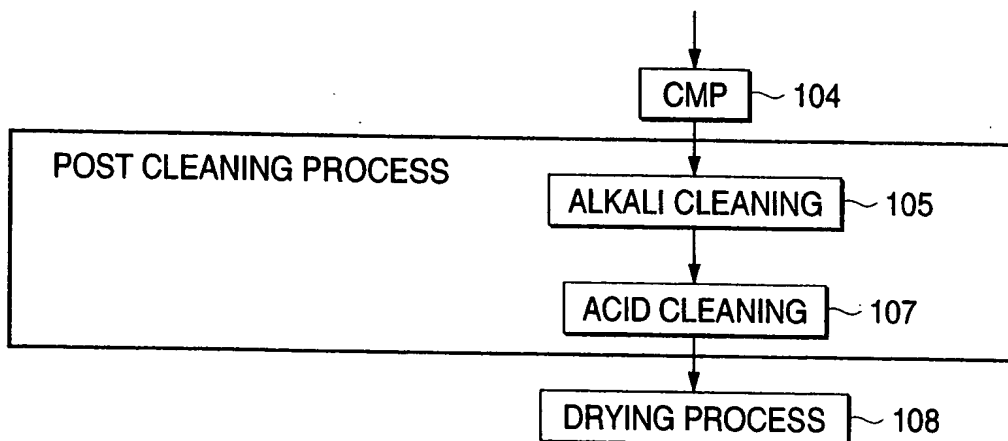 CMP 104
POST CLEANING PROCESS
ALKALI CLEANING 105
ACID CLEANING 107
DRYING PROCESS 108